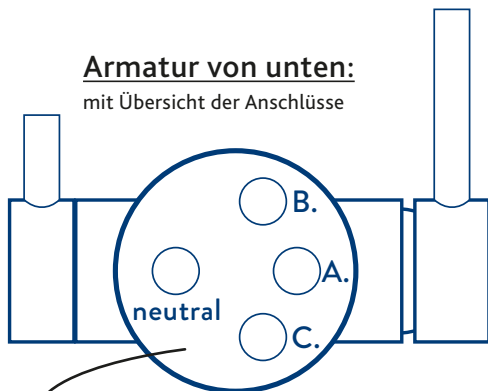 Armatur von unten:
mit Übersicht der Anschlüsse
B.
A.
neutral
C.